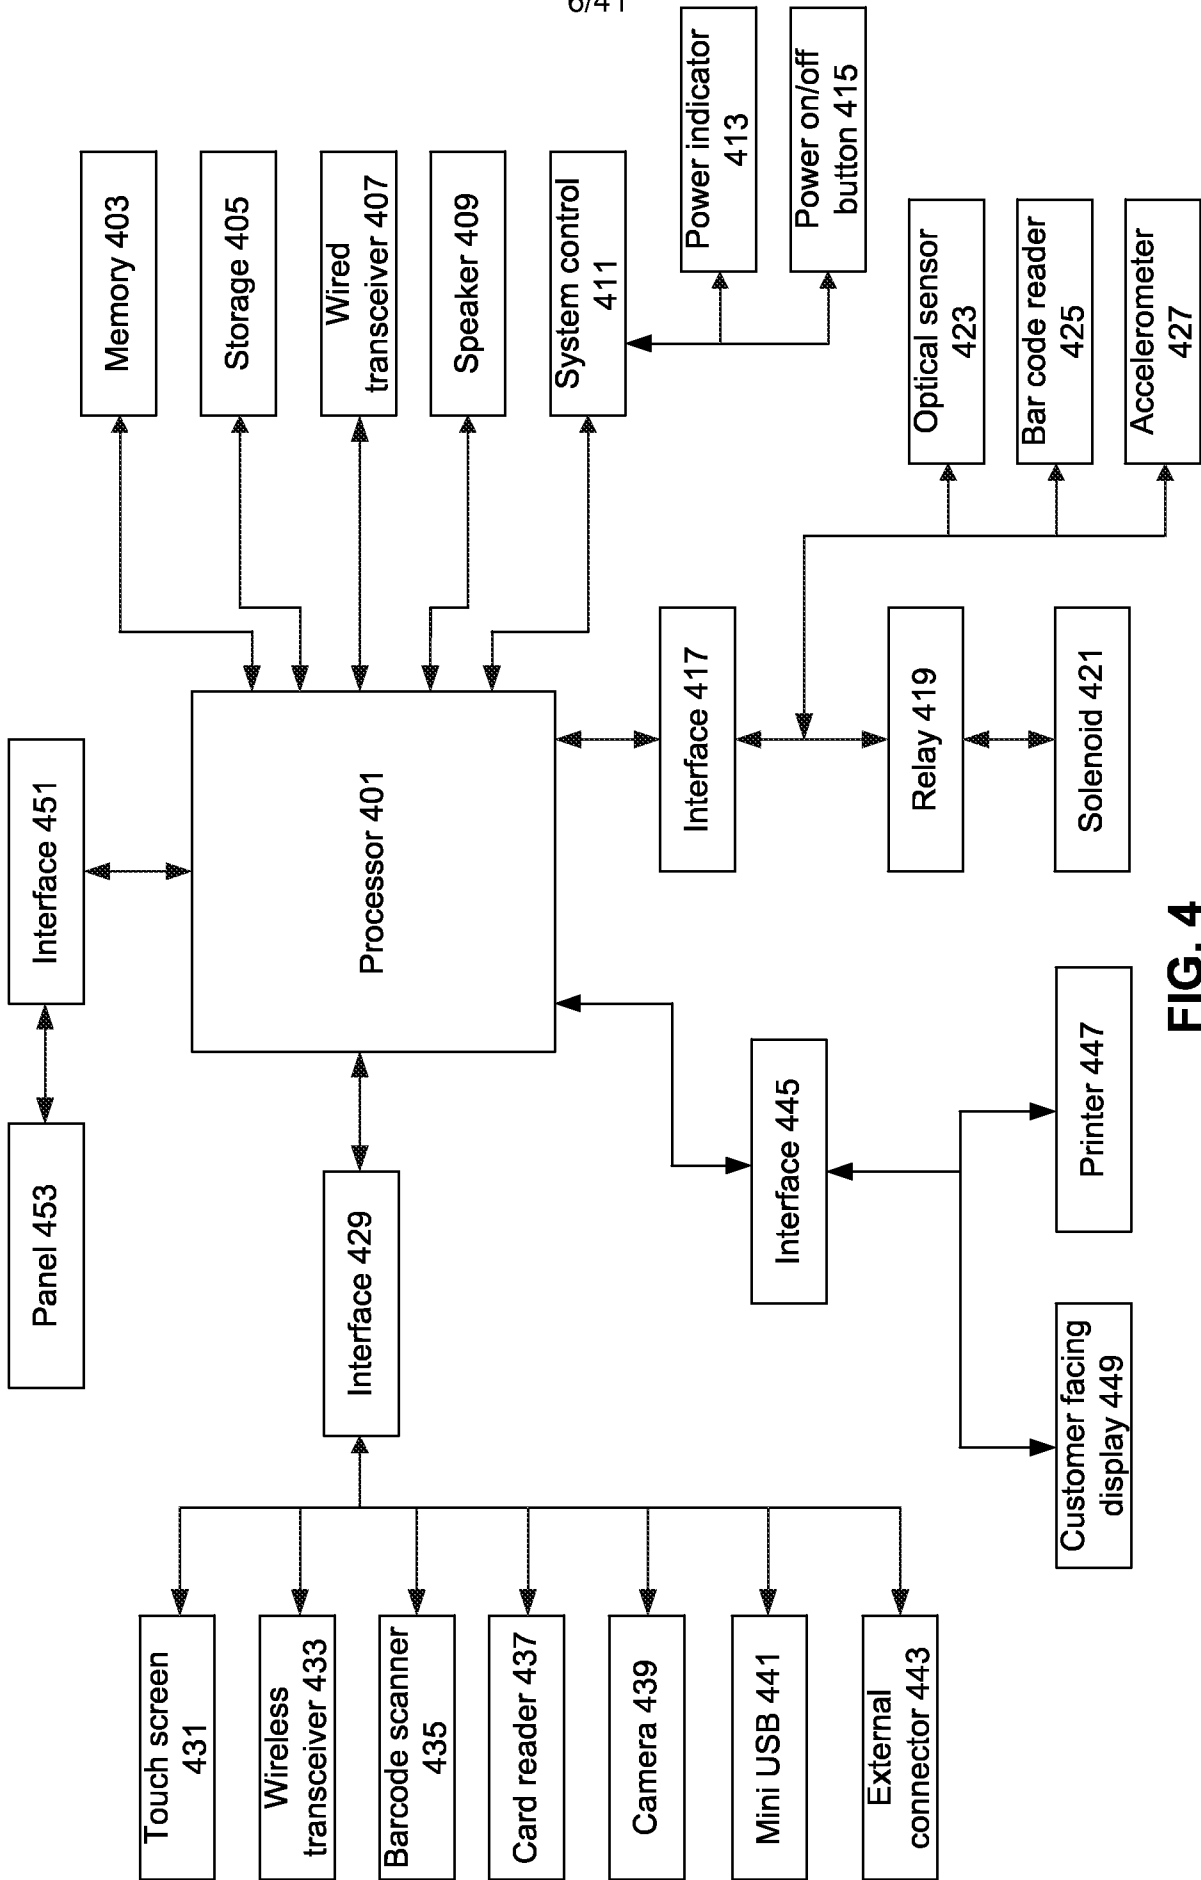 6/41
Touch screen
431
Wireless
transceiver 433
Barcode scanner
435
Card reader 437
Camera 439
Mini USB 441
External
connector 443
Panel 453
Interface 429
Interface 451
Processor 401
Interface 445
Customer facing
display 449
Printer 447
Memory 403
Storage 405
Wired
transceiver 407
Speaker 409
System control
411
Power indicator
413
Power on/off
button 415
Interface 417
Relay 419
Solenoid 421
Optical sensor
423
Bar code reader
425
Accelerometer
427
FIG. 4